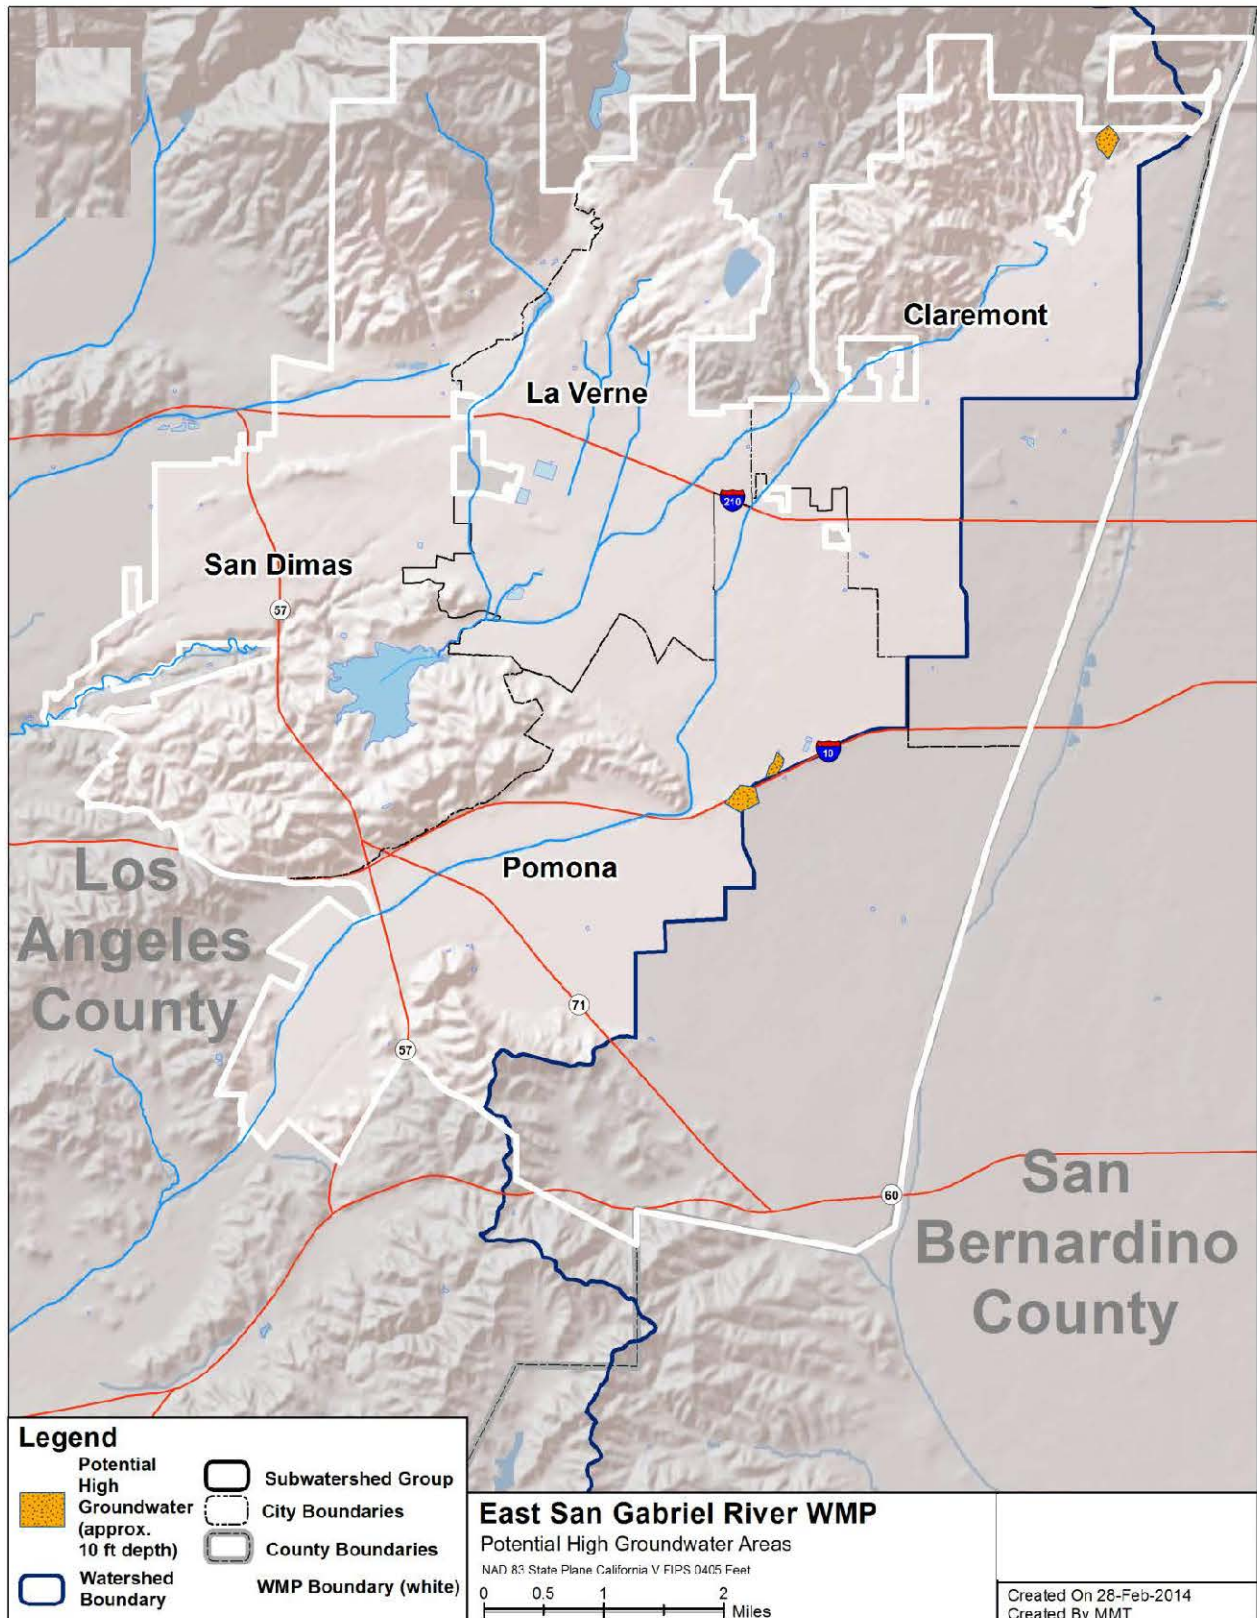 Claremont
La Verne
210
San Dimas
57
10
Pomona
Los
Angeles
County
71
57
60
San
Bernardino
County
Legend
Potential
High
Groundwater
(approx.
10 ft depth)
Watershed
Boundary
Subwatershed Group
City Boundaries
County Boundaries
WMP Boundary (white)
East San Gabriel River WMP
Potential High Groundwater Areas
NAD 83 State Plane California V FIPS 0405 Feet
0 0.5 1 2
Miles
Created On 28-Feb-2014
Created By MMT